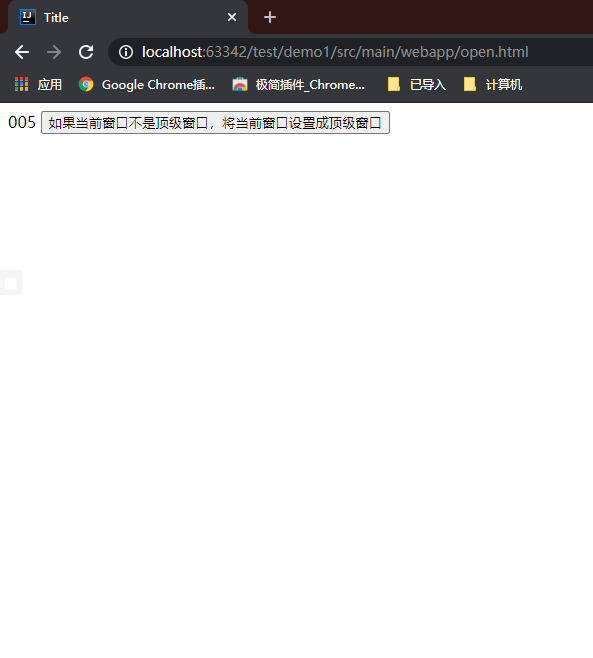 Title
localhost:63342/test/demo1/src/main/webapp/open.html
应用 Google Chrome插... 极简插件_Chrome... 已导入 计算机
005 如果当前窗口不是顶级窗口，将当前窗口设置成顶级窗口